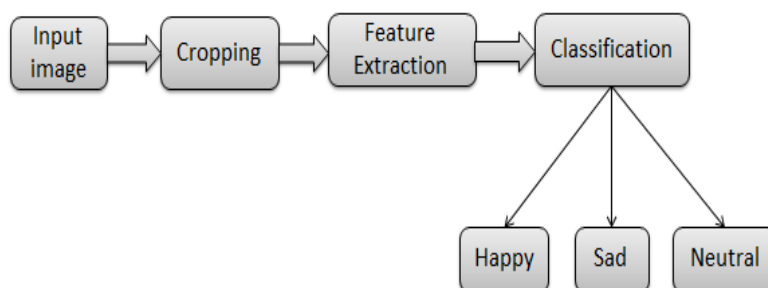 Input
image
Cropping
Feature
Extraction
Classification
Happy
Sad
Neutral